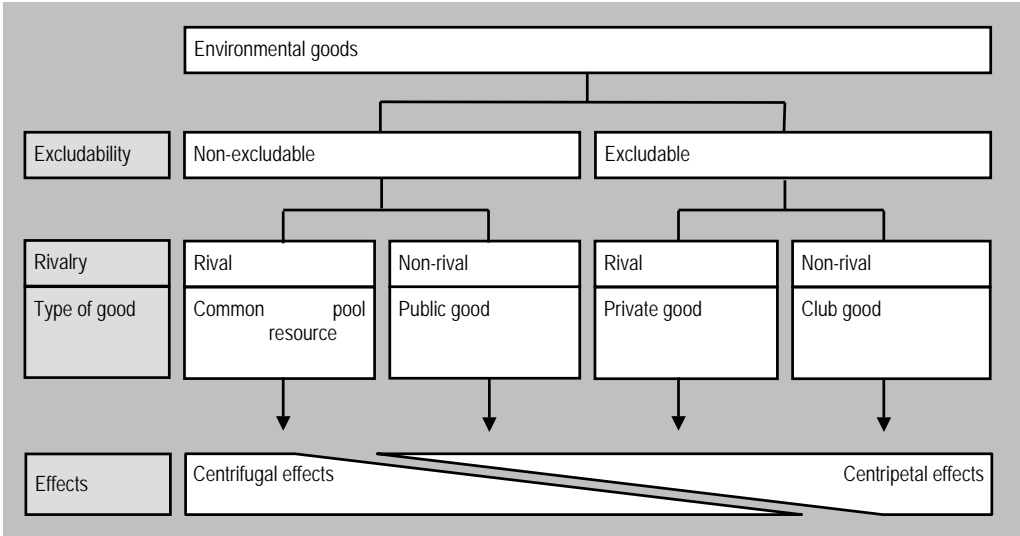 Environmental goods
Excludability
Non-excludable
Excludable
Rivalry
Rival
Non-rival
Rival
Non-rival
Type of good
Common pool
resource
Public good
Private good
Club good
Effects
Centrifugal effects
Centripetal effects